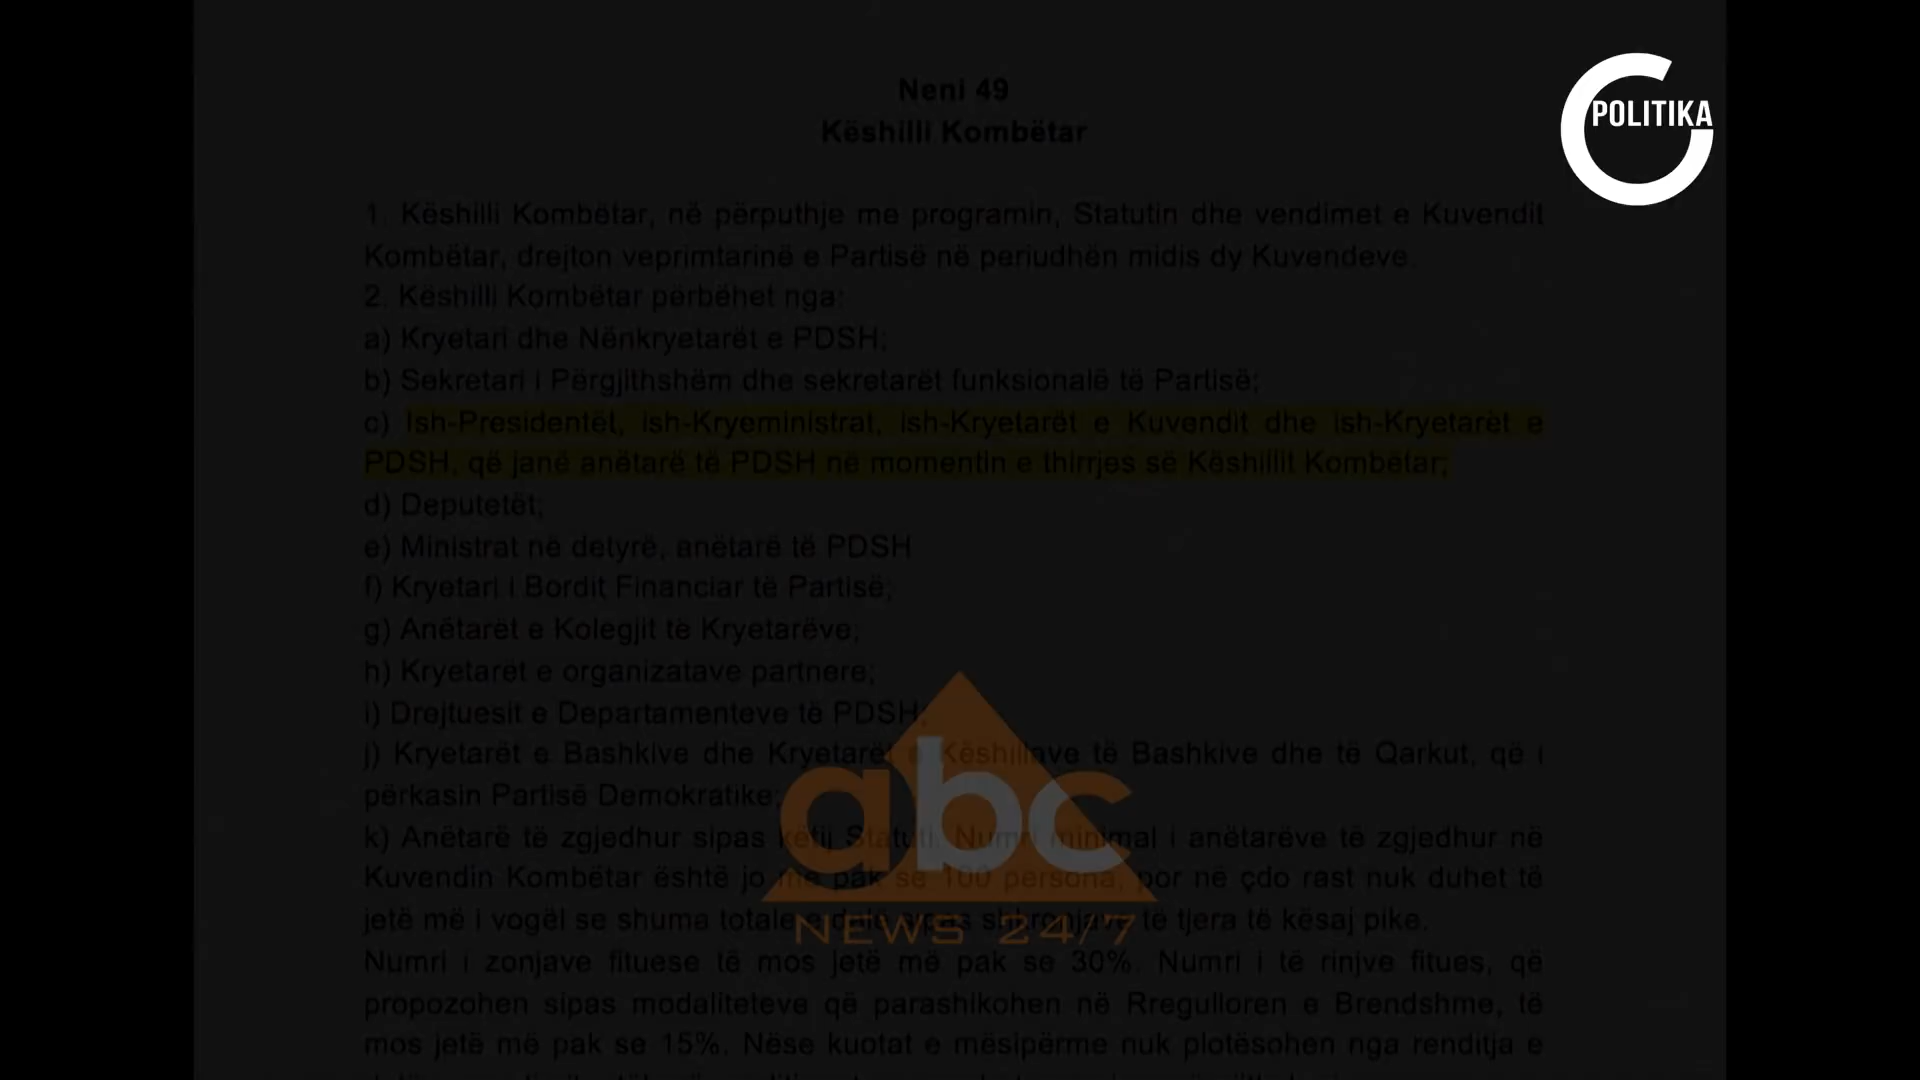 POLITIKA
Neni 49
Këshilli Kombëtar
1. Këshilli Kombëtar, në përputhje me programin, Statutin dhe vendimet e Kuvendit
Kombëtar, drejton veprimtarinë e Partisë në periudhën midis dy Kuvendeve.
2. Këshilli Kombëtar përbëhet nga:
a) Kryetari dhe Nënkryetarët e PDSH;
b) Sekretari i Përgjithshëm dhe sekretarët funksionalë të Partisë;
c) Ish-Presidentët, ish-Kryeministrat, ish-Kryetarët e Kuvendit dhe ish-Kryetarët e
PDSH, që janë anëtarë të PDSH në momentin e thirrjes së Këshillit Kombëtar;
d) Deputetët;
e) Ministrat në detyrë, anëtarë të PDSH
f) Kryetari i Bordit Financiar të Partisë;
g) Anëtarët e Kolegjit të Kryetarëve;
h) Kryetarët e organizatave partnere;
i) Drejtuesit e Departamenteve të PDSH;
j) Kryetarët e Bashkive dhe Kryetarët e Këshillave të Bashkive dhe të Qarkut, që i
përkasin Partisë Demokratike;
k) Anëtarë të zgjedhur sipas këtij Statuti. Numri minimal i anëtarëve të zgjedhur në
Kuvendin Kombëtar është jo me pak se 100 persona, por në çdo rast nuk duhet të
jetë më i vogël se shuma totale e dalë sipas shkronjave të tjera të kësaj pike.
Numri i zonjave fituese të mos jetë më pak se 30%. Numri i të rinjve fitues, që
propozohen sipas modaliteteve që parashikohen në Rregulloren e Brendshme, të
mos jetë më pak se 15%. Nëse kuotat e mësipërme nuk plotësohen nga renditja e
abc
NEWS 24/7